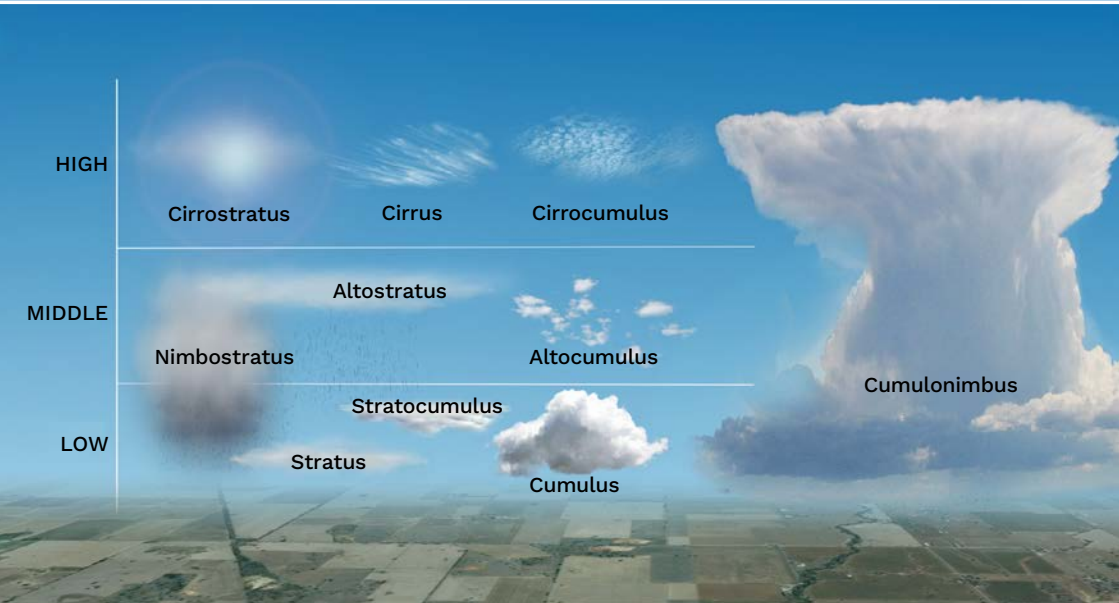 HIGH
Cirrostratus
Cirrus
Cirrocumulus
MIDDLE
Altostratus
Nimbostratus
Altocumulus
Cumulonimbus
LOW
Stratocumulus
Stratus
Cumulus